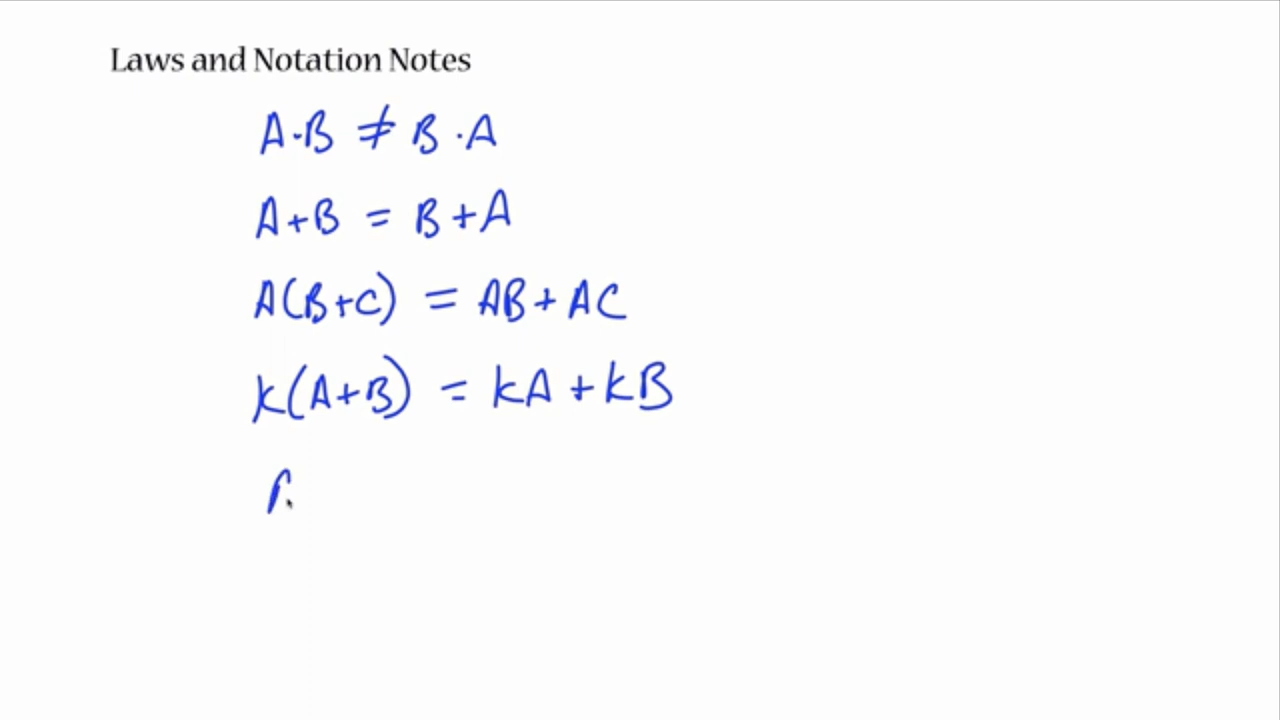 Laws and Notation Notes
A·B ≠ B·A
A+B = B+A
A(B+C) = AB+AC
k(A+B) = kA+kB